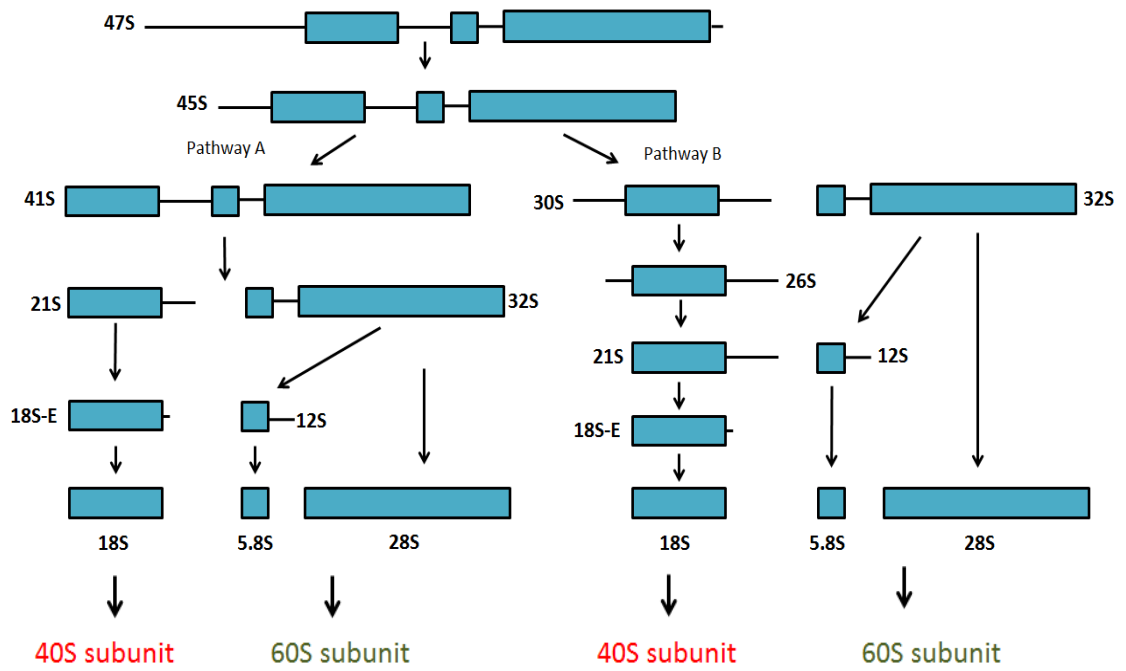 47S
45S
Pathway A
Pathway B
41S
30S
32S
21S
32S
26S
21S
12S
18S-E
12S
18S-E
18S
5.8S
28S
18S
5.8S
28S
40S subunit
60S subunit
40S subunit
60S subunit